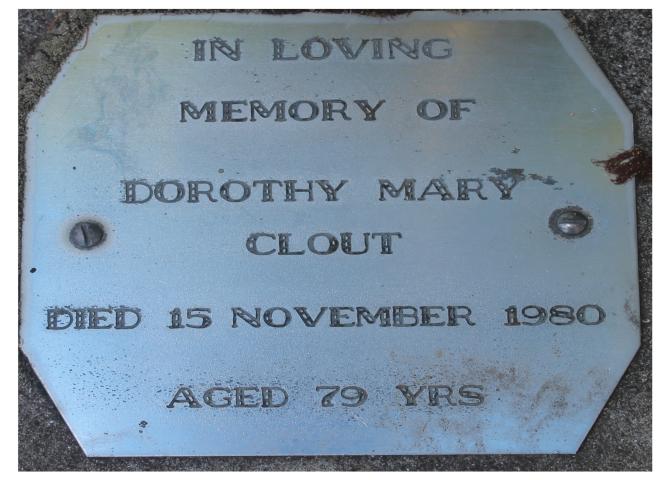 IN LOVING
MEMORY OF
DOROTHY MARY
CLOUT
DIED 15 NOVEMBER 1980
AGED 79 YRS